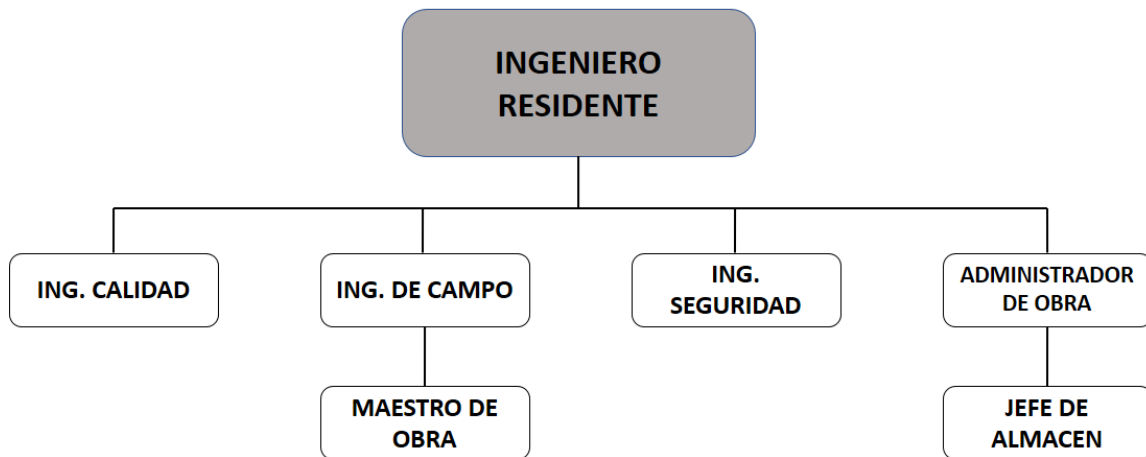 INGENIERO
RESIDENTE
ING. CALIDAD
ING. DE CAMPO
ING.
SEGURIDAD
ADMINISTRADOR
DE OBRA
MAESTRO DE
OBRA
JEFE DE
ALMACEN